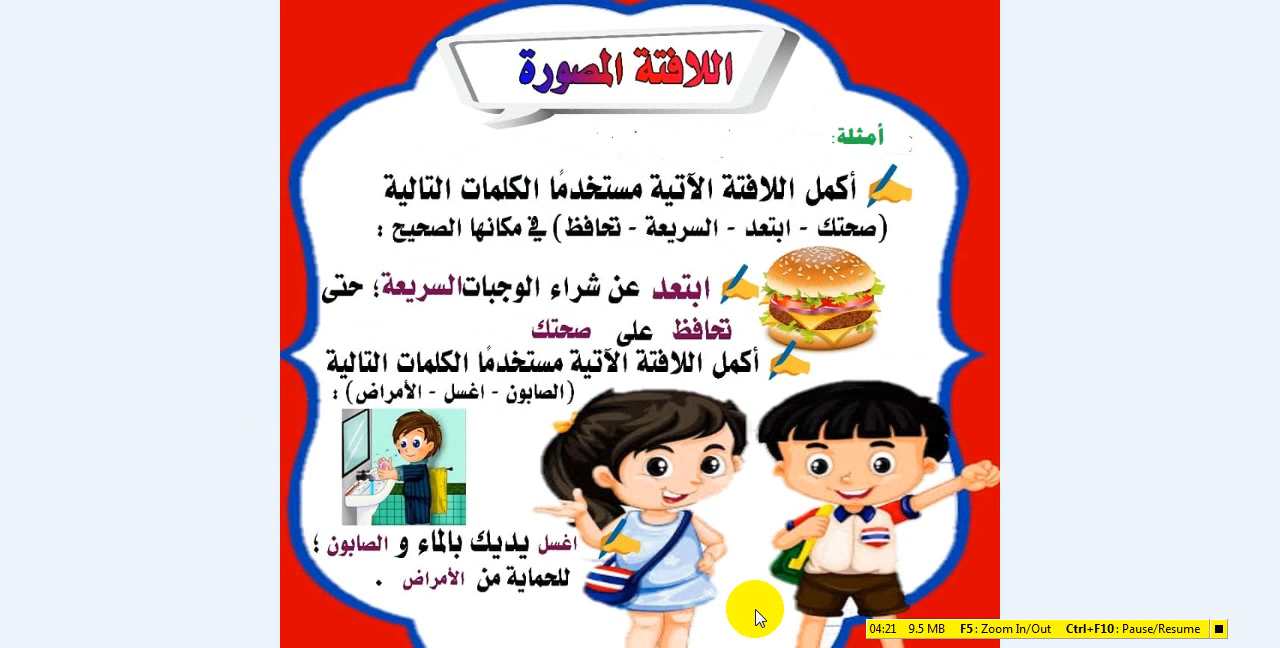 اللافتة المصورة
أمثلة:
أكمل اللافتة الآتية مستخدمًا الكلمات التالية
(صحتك - ابتعد - السريعة - تحافظ) في مكانها الصحيح :
ابتعد عن شراء الوجبات السريعة؛ حتى
تحافظ على صحتك
أكمل اللافتة الآتية مستخدمًا الكلمات التالية
(الصابون - اغسل - الأمراض) :
اغسل يديك بالماء و الصابون ؛
للحماية من الأمراض .
04:21 9.5 MB F5: Zoom In/Out Ctrl+F10: Pause/Resume